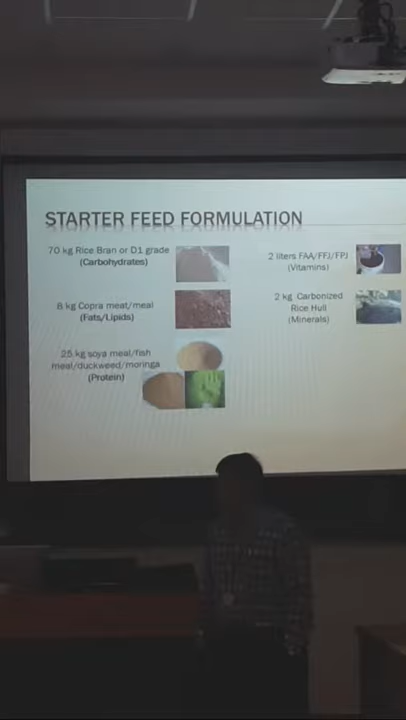 STARTER FEED FORMULATION
70 kg Rice Bran or D1 grade
(Carbohydrates)
8 kg Copra meat/meal
(Fats/Lipids)
25 kg soya meal/fish
meal/duckweed/moringa
(Protein)
2 liters FAA/FFJ/FPJ
(Vitamins)
2 kg Carbonized
Rice Hull
(Minerals)